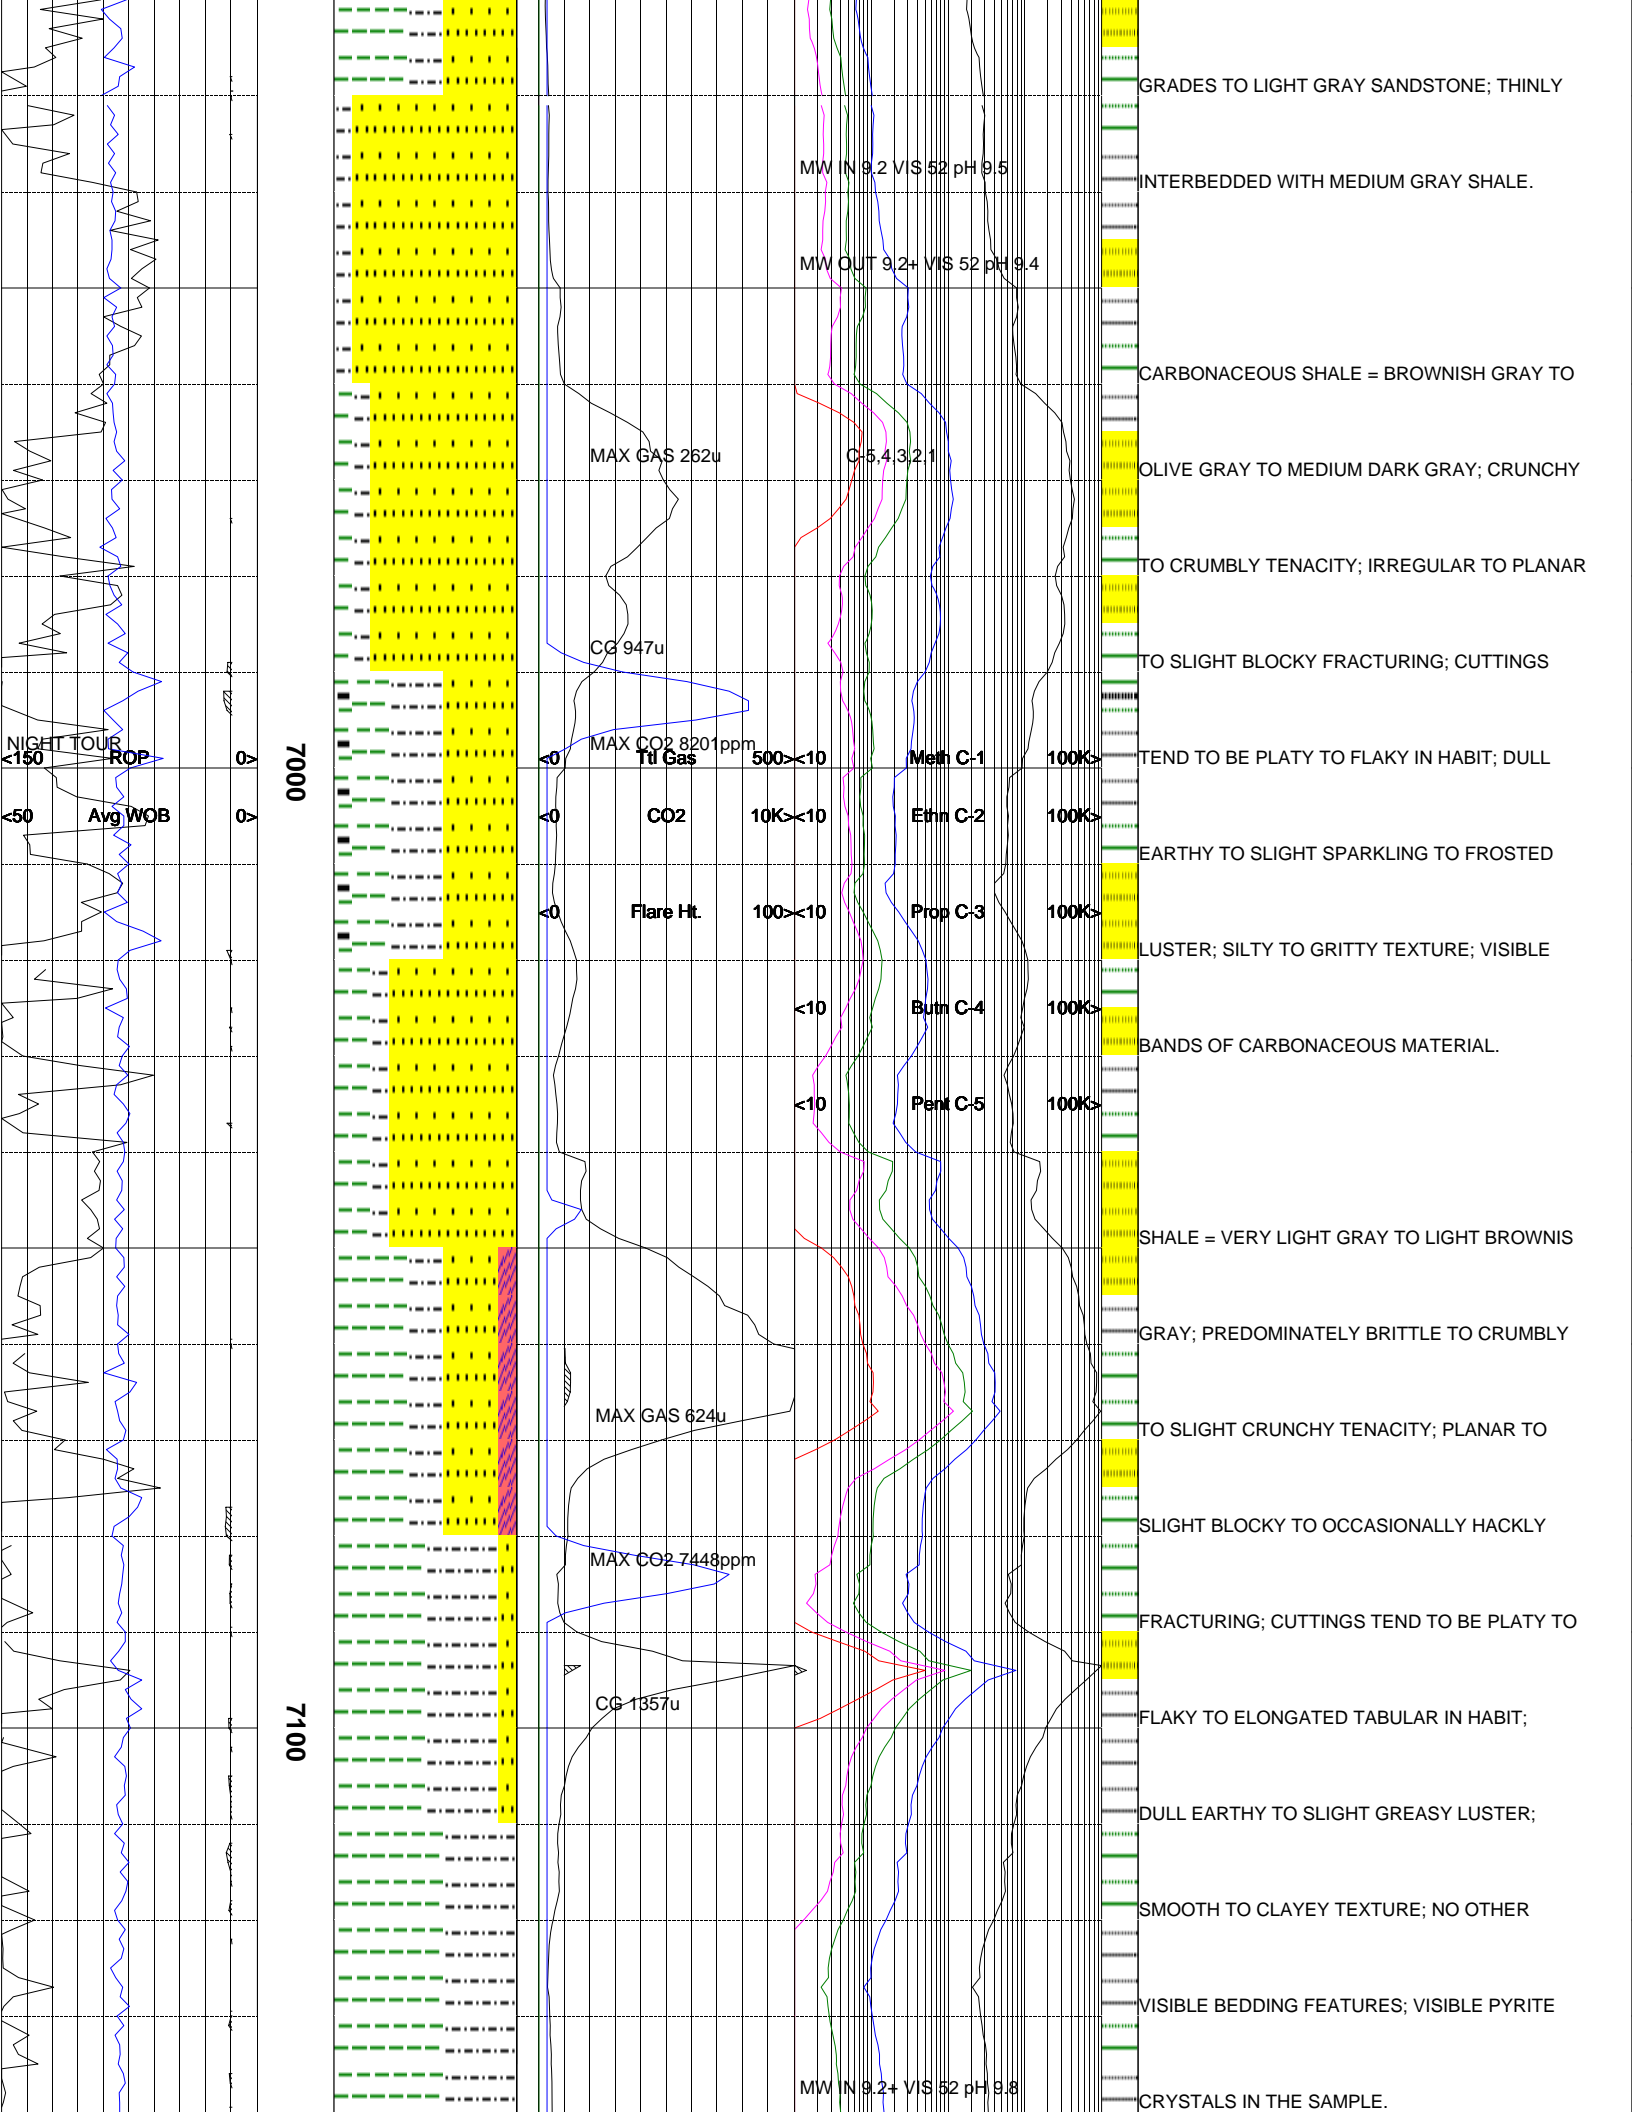 GRADES TO LIGHT GRAY SANDSTONE; THINLY
MW IN 9.2 VIS 52 pH 9.5
INTERBEDDED WITH MEDIUM GRAY SHALE.
MW OUT 9.2+ VIS 52 pH 9.4
CARBONACEOUS SHALE = BROWNISH GRAY TO
MAX GAS 262u
C-5,4,3,2,1
OLIVE GRAY TO MEDIUM DARK GRAY; CRUNCHY
TO CRUMBLY TENACITY; IRREGULAR TO PLANAR
CG 947u
TO SLIGHT BLOCKY FRACTURING; CUTTINGS
NIGHT TOUR
MAX CO2 8201ppm
<150 ROP 0>
7000
<0 Ttl Gas 500>
<10 Meth C-1 100K>
TEND TO BE PLATY TO FLAKY IN HABIT; DULL
<50 Avg WOB 0>
<0 CO2 10K>
<10 Ethn C-2 100K>
EARTHY TO SLIGHT SPARKLING TO FROSTED
<0 Flare Ht. 100>
<10 Prop C-3 100K>
LUSTER; SILTY TO GRITTY TEXTURE; VISIBLE
<10 Butn C-4 100K>
BANDS OF CARBONACEOUS MATERIAL.
<10 Pent C-5 100K>
SHALE = VERY LIGHT GRAY TO LIGHT BROWNIS
GRAY; PREDOMINATELY BRITTLE TO CRUMBLY
MAX GAS 624u
TO SLIGHT CRUNCHY TENACITY; PLANAR TO
SLIGHT BLOCKY TO OCCASIONALLY HACKLY
MAX CO2 7448ppm
FRACTURING; CUTTINGS TEND TO BE PLATY TO
CG 1357u
7100
FLAKY TO ELONGATED TABULAR IN HABIT;
DULL EARTHY TO SLIGHT GREASY LUSTER;
SMOOTH TO CLAYEY TEXTURE; NO OTHER
VISIBLE BEDDING FEATURES; VISIBLE PYRITE
MW IN 9.2+ VIS 52 pH 9.8
CRYSTALS IN THE SAMPLE.